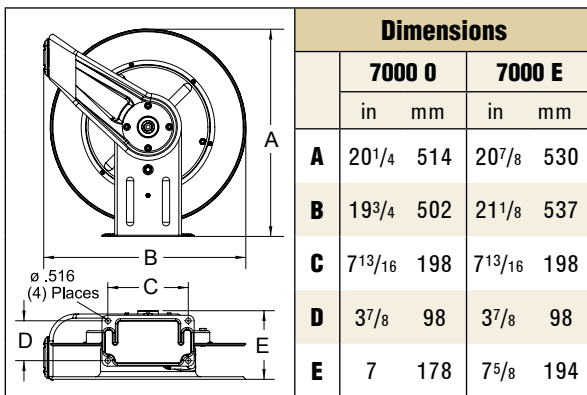 A
B
ø .516
(4) Places
C
D
E
Dimensions
7000 O 7000 E
in mm in mm
A 20 1/4 514 20 7/8 530
B 19 3/4 502 21 1/8 537
C 7 13/16 198 7 13/16 198
D 3 7/8 98 3 7/8 98
E 7 178 7 5/8 194